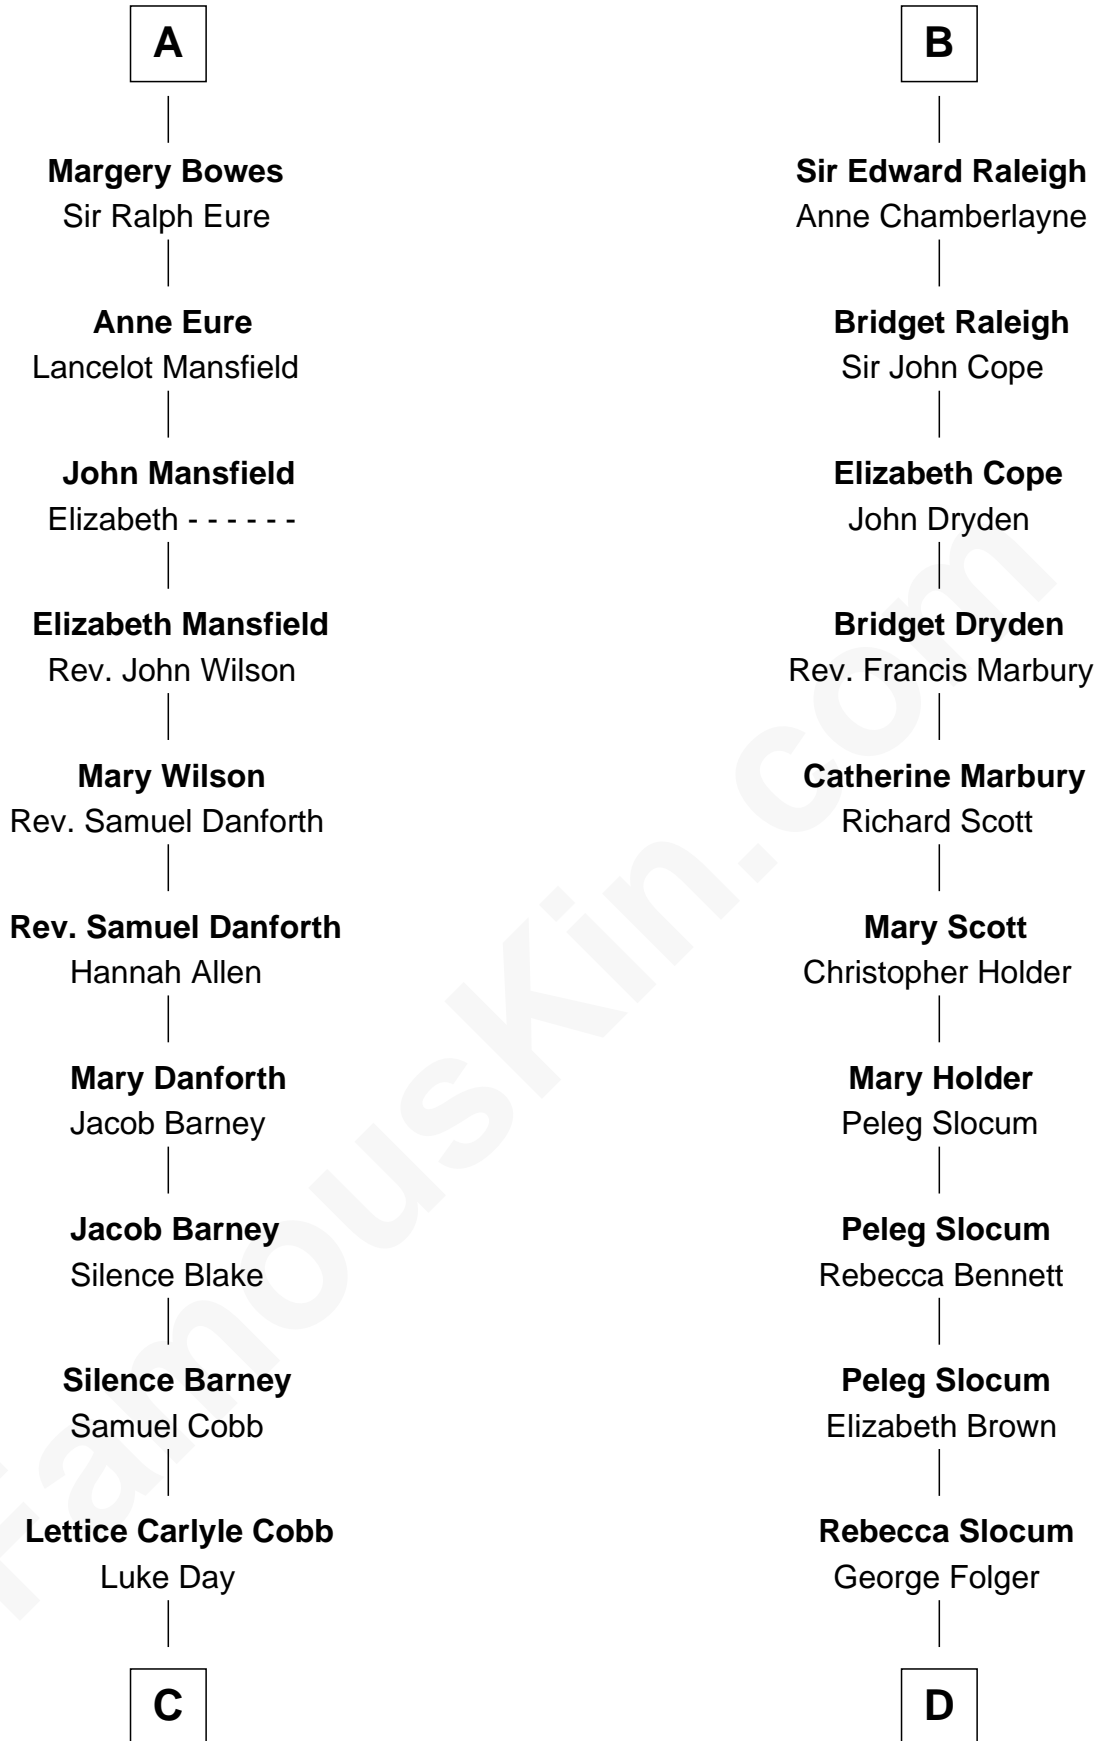 A
Margery Bowes
Sir Ralph Eure
Anne Eure
Lancelot Mansfield
John Mansfield
Elizabeth - - - - - -
Elizabeth Mansfield
Rev. John Wilson
Mary Wilson
Rev. Samuel Danforth
Rev. Samuel Danforth
Hannah Allen
Mary Danforth
Jacob Barney
Jacob Barney
Silence Blake
Silence Barney
Samuel Cobb
Lettice Carlyle Cobb
Luke Day
C
B
Sir Edward Raleigh
Anne Chamberlayne
Bridget Raleigh
Sir John Cope
Elizabeth Cope
John Dryden
Bridget Dryden
Rev. Francis Marbury
Catherine Marbury
Richard Scott
Mary Scott
Christopher Holder
Mary Holder
Peleg Slocum
Peleg Slocum
Rebecca Bennett
Peleg Slocum
Elizabeth Brown
Rebecca Slocum
George Folger
D
FamousKin.com